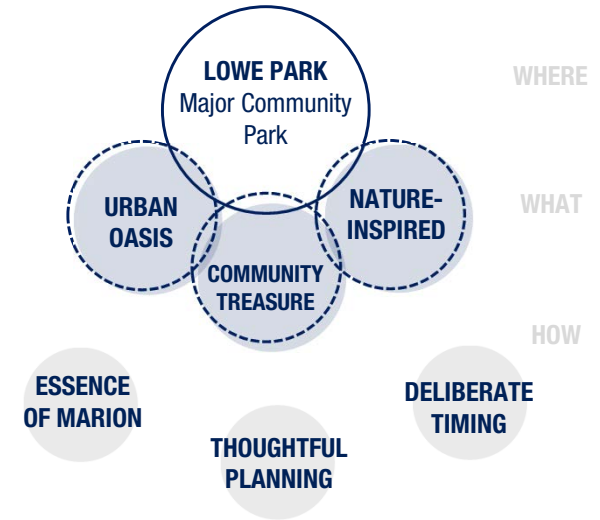 LOWE PARK
Major Community
Park
WHERE
URBAN
OASIS
NATURE-
INSPIRED
WHAT
COMMUNITY
TREASURE
HOW
ESSENCE
OF MARION
DELIBERATE
TIMING
THOUGHTFUL
PLANNING